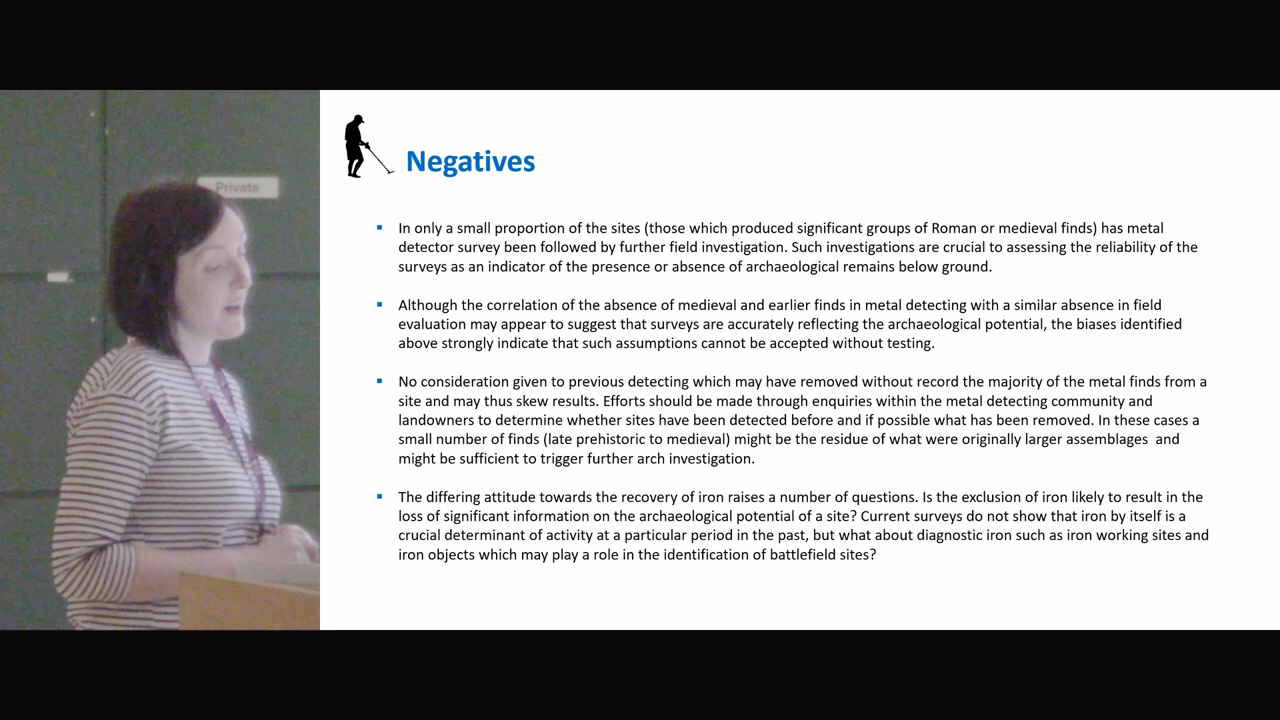 Private
Negatives
In only a small proportion of the sites (those which produced significant groups of Roman or medieval finds) has metal
detector survey been followed by further field investigation. Such investigations are crucial to assessing the reliability of the
surveys as an indicator of the presence or absence of archaeological remains below ground.
Although the correlation of the absence of medieval and earlier finds in metal detecting with a similar absence in field
evaluation may appear to suggest that surveys are accurately reflecting the archaeological potential, the biases identified
above strongly indicate that such assumptions cannot be accepted without testing.
No consideration given to previous detecting which may have removed without record the majority of the metal finds from a
site and may thus skew results. Efforts should be made through enquiries within the metal detecting community and
landowners to determine whether sites have been detected before and if possible what has been removed. In these cases a
small number of finds (late prehistoric to medieval) might be the residue of what were originally larger assemblages and
might be sufficient to trigger further arch investigation.
The differing attitude towards the recovery of iron raises a number of questions. Is the exclusion of iron likely to result in the
loss of significant information on the archaeological potential of a site? Current surveys do not show that iron by itself is a
crucial determinant of activity at a particular period in the past, but what about diagnostic iron such as iron working sites and
iron objects which may play a role in the identification of battlefield sites?